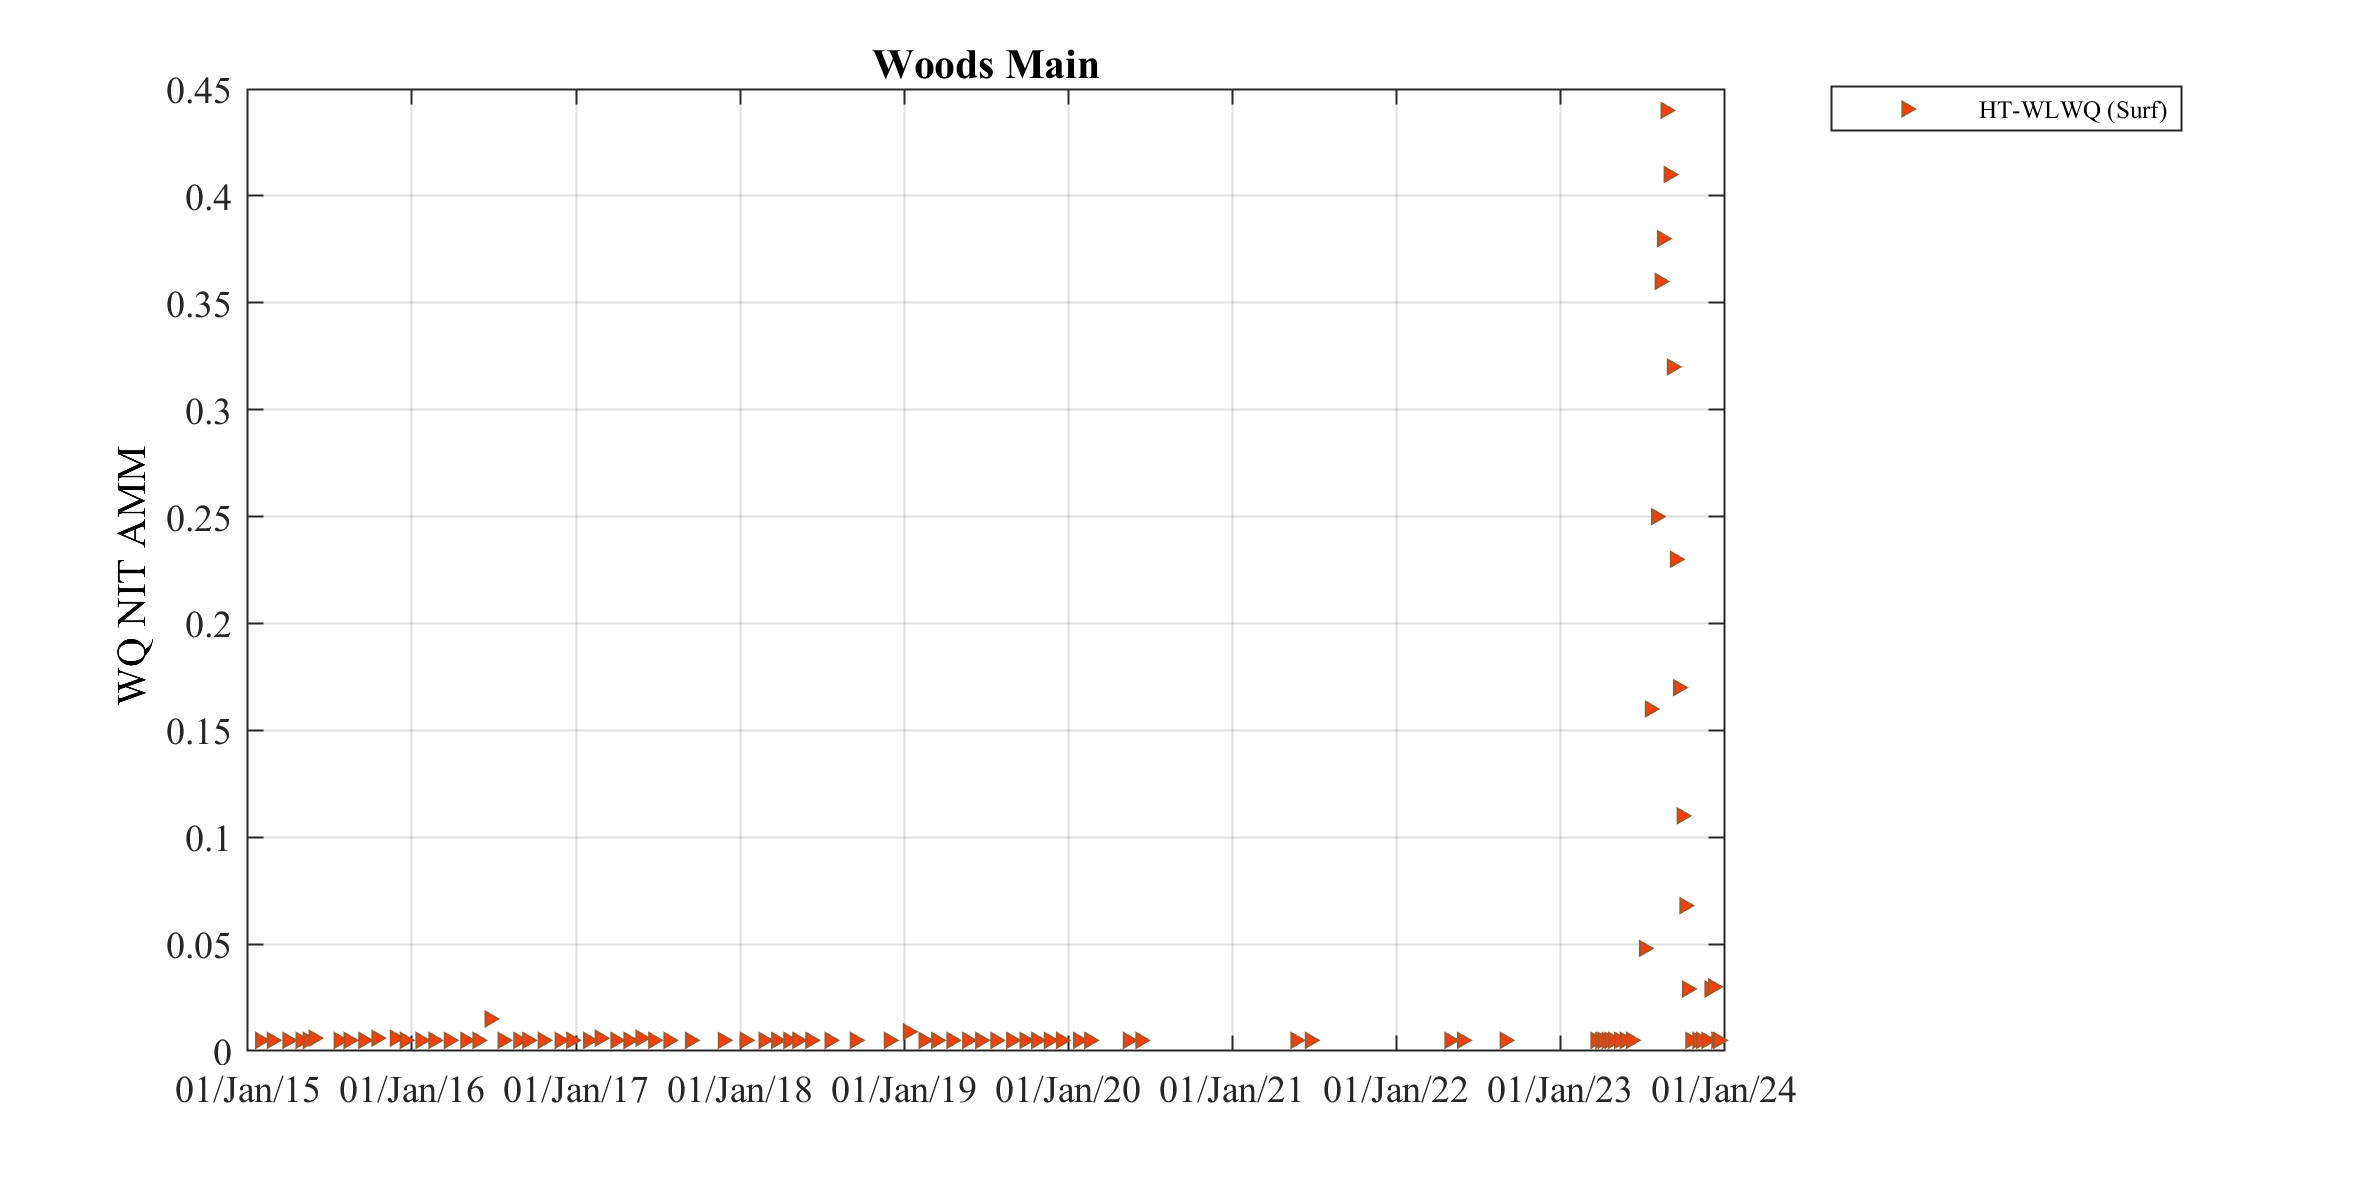 Woods Main
HT-WLWQ (Surf)
WQ NIT AMM
0.45
0.4
0.35
0.3
0.25
0.2
0.15
0.1
0.05
0
01/Jan/15 01/Jan/16 01/Jan/17 01/Jan/18 01/Jan/19 01/Jan/20 01/Jan/21 01/Jan/22 01/Jan/23 01/Jan/24